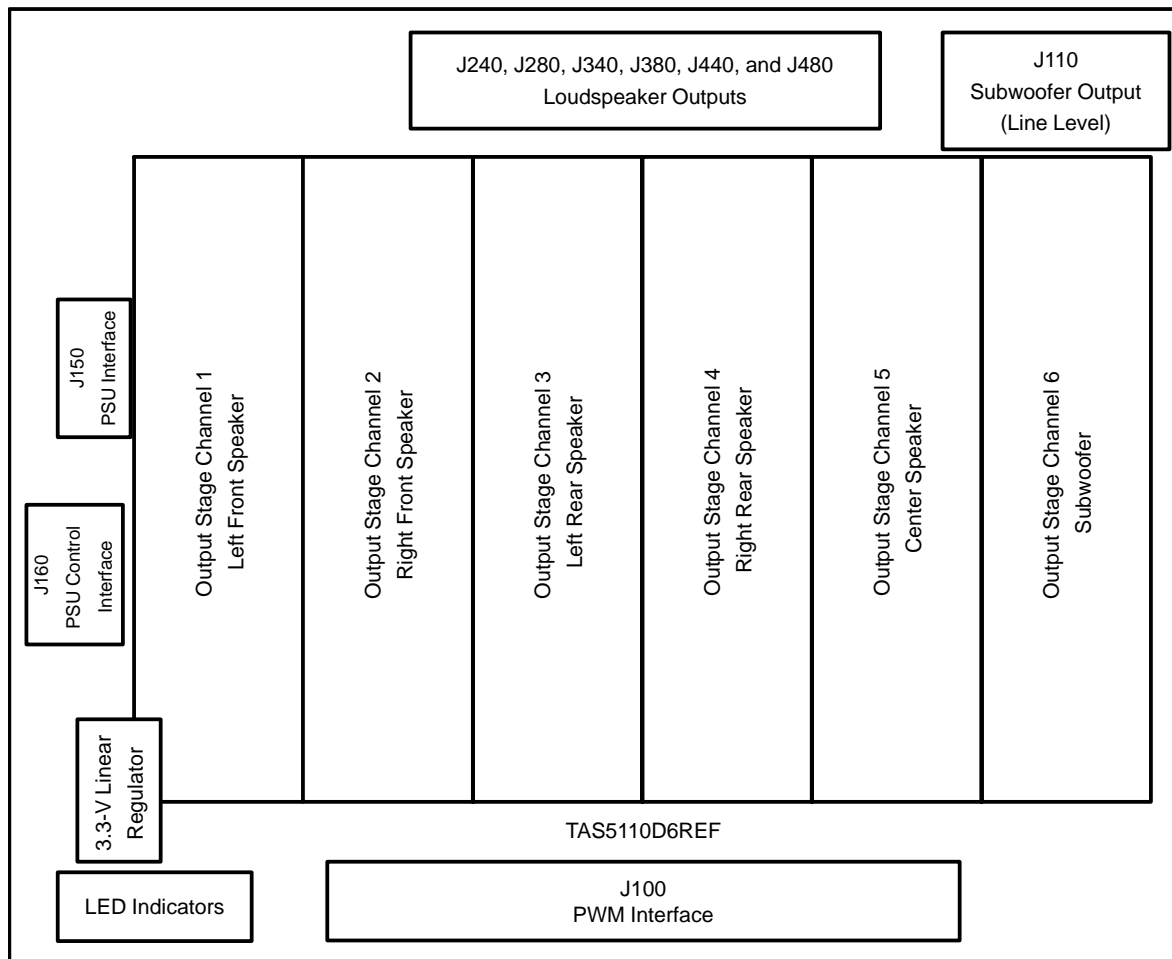 J240, J280, J340, J380, J440, and J480
Loudspeaker Outputs
J110
Subwoofer Output
(Line Level)
J150
PSU Interface
J160
PSU Control
Interface
3.3-V Linear
Regulator
Output Stage Channel 1
Left Front Speaker
Output Stage Channel 2
Right Front Speaker
Output Stage Channel 3
Left Rear Speaker
Output Stage Channel 4
Right Rear Speaker
Output Stage Channel 5
Center Speaker
Output Stage Channel 6
Subwoofer
TAS5110D6REF
LED Indicators
J100
PWM Interface